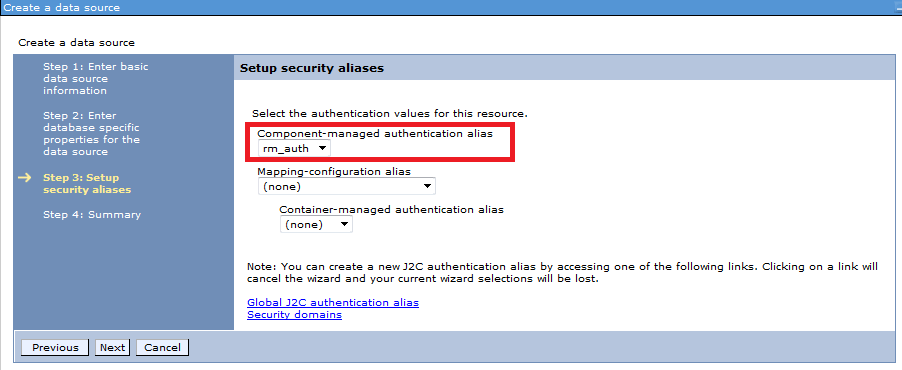 Create a data source
Create a data source
Step 1: Enter basic
data source
information
Step 2: Enter
database specific
properties for the
data source
Step 3: Setup
security aliases
Step 4: Summary
Setup security aliases
Select the authentication values for this resource.
Component-managed authentication alias
rm_auth
Mapping-configuration alias
(none)
Container-managed authentication alias
(none)
Note: You can create a new J2C authentication alias by accessing one of the following links. Clicking on a link will
cancel the wizard and your current wizard selections will be lost.
Global J2C authentication alias
Security domains
Previous Next Cancel